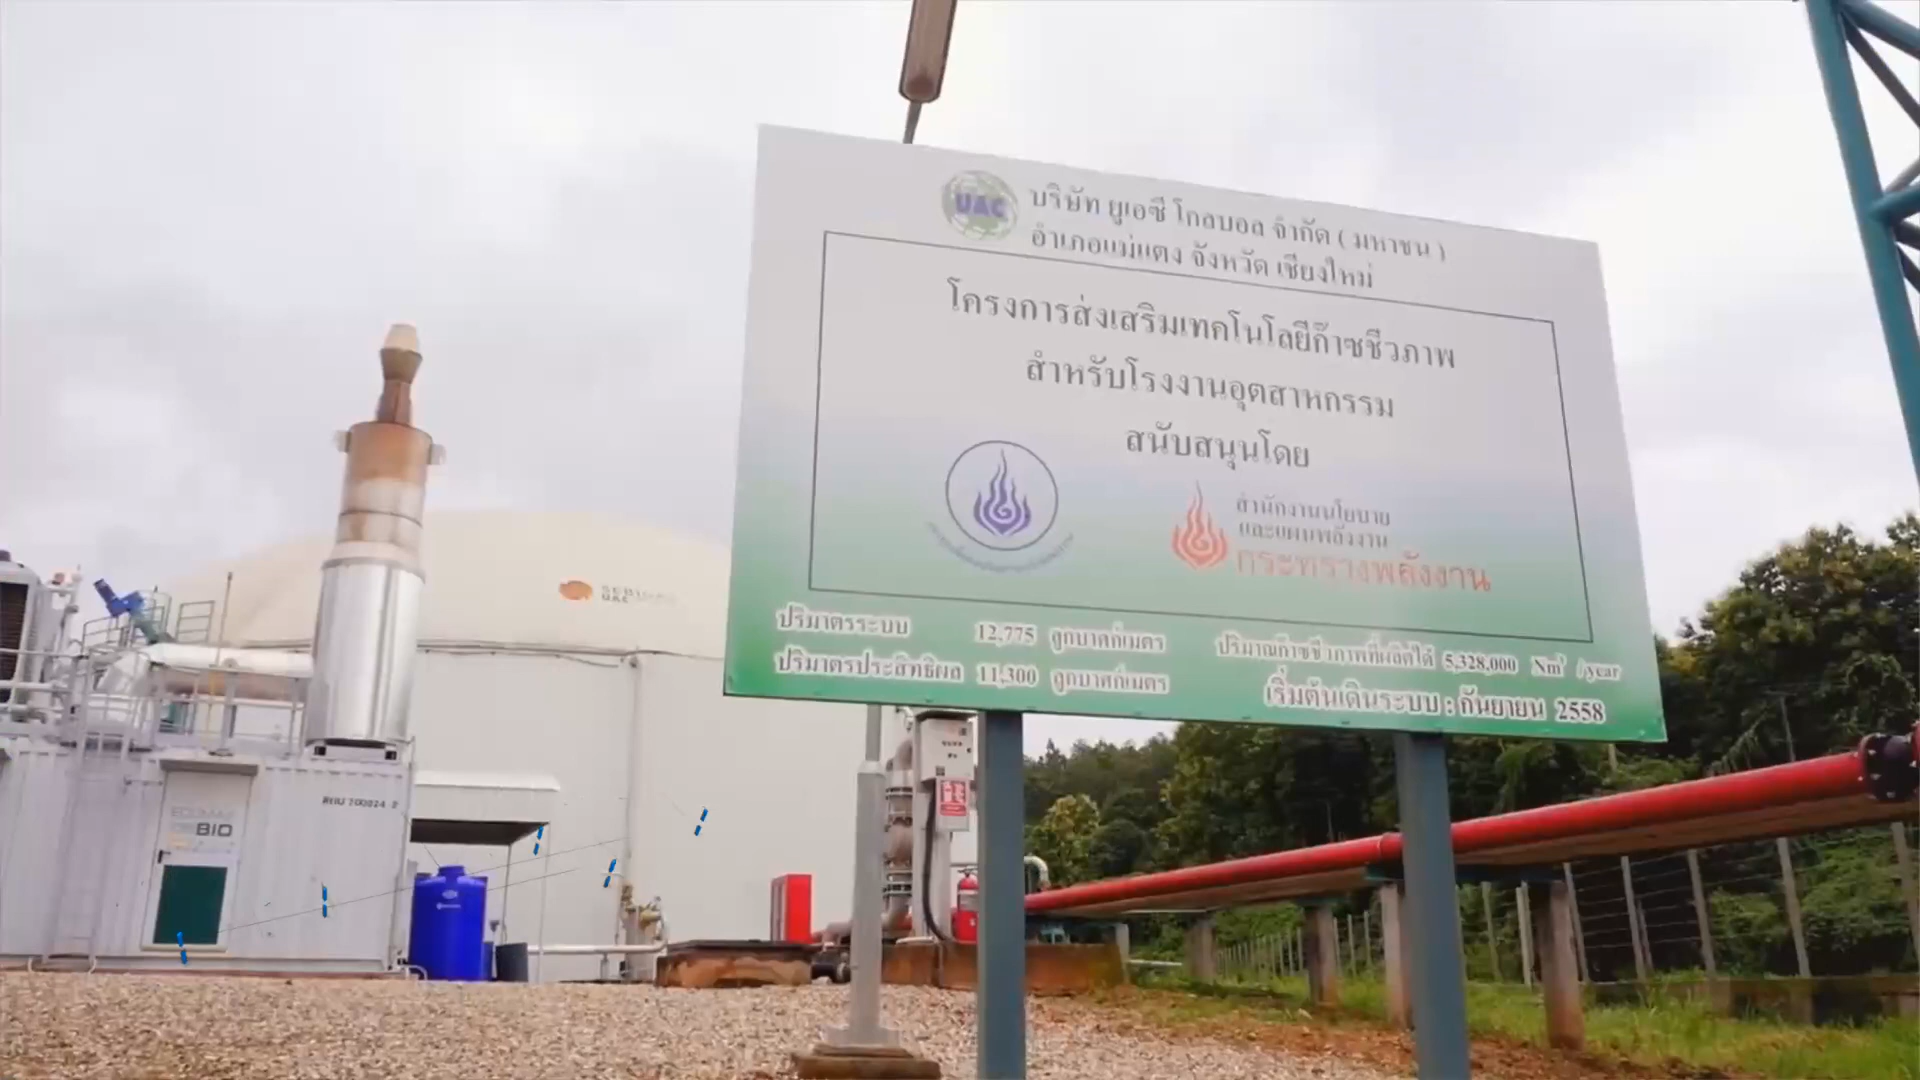 UAC
บริษัท ยูเอซี โกลบอล จำกัด ( มหาชน )
อำเภอแม่แตง จังหวัด เชียงใหม่
โครงการส่งเสริมเทคโนโลยีก๊าซชีวภาพ
สำหรับโรงงานอุตสาหกรรม
สนับสนุนโดย
สำนักงานนโยบาย
และแผนพลังงาน
กระทรวงพลังงาน
ปริมาตรระบบ 12,775 ลูกบาศก์เมตร
ปริมาตรประสิทธิผล 11,300 ลูกบาศก์เมตร
ปริมาณก๊าซชีวภาพที่ผลิตได้ 5,328,000 Nm³ /year
เริ่มต้นเดินระบบ : กันยายน 2558
BIO